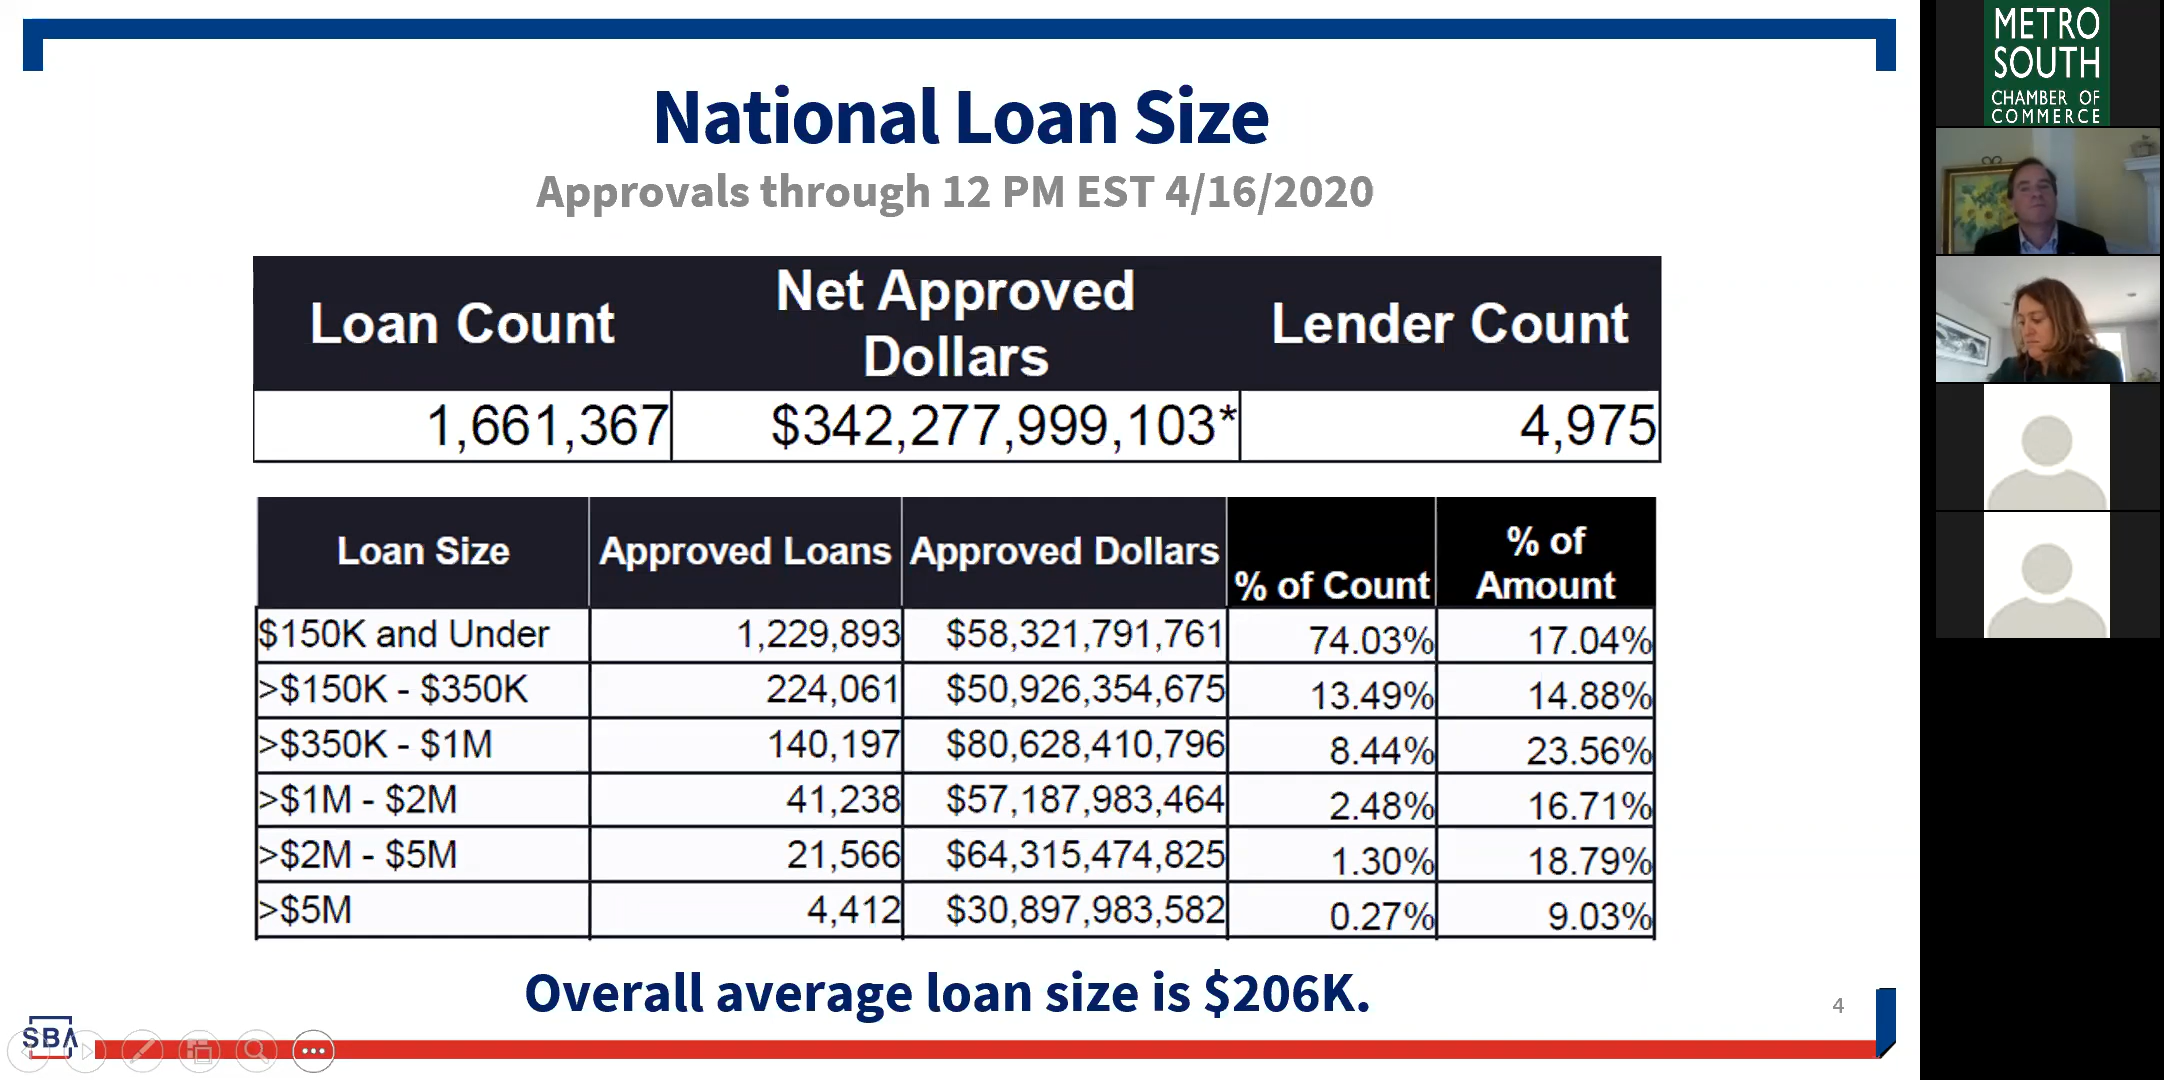 National Loan Size
Approvals through 12 PM EST 4/16/2020
Loan Count Net Approved Dollars Lender Count
1,661,367 $342,277,999,103* 4,975
Loan Size Approved Loans Approved Dollars % of Count % of Amount
$150K and Under 1,229,893 $58,321,791,761 74.03% 17.04%
>$150K - $350K 224,061 $50,926,354,675 13.49% 14.88%
>$350K - $1M 140,197 $80,628,410,796 8.44% 23.56%
>$1M - $2M 41,238 $57,187,983,464 2.48% 16.71%
>$2M - $5M 21,566 $64,315,474,825 1.30% 18.79%
>$5M 4,412 $30,897,983,582 0.27% 9.03%
Overall average loan size is $206K.
4
SBA
METRO
SOUTH
CHAMBER OF
COMMERCE